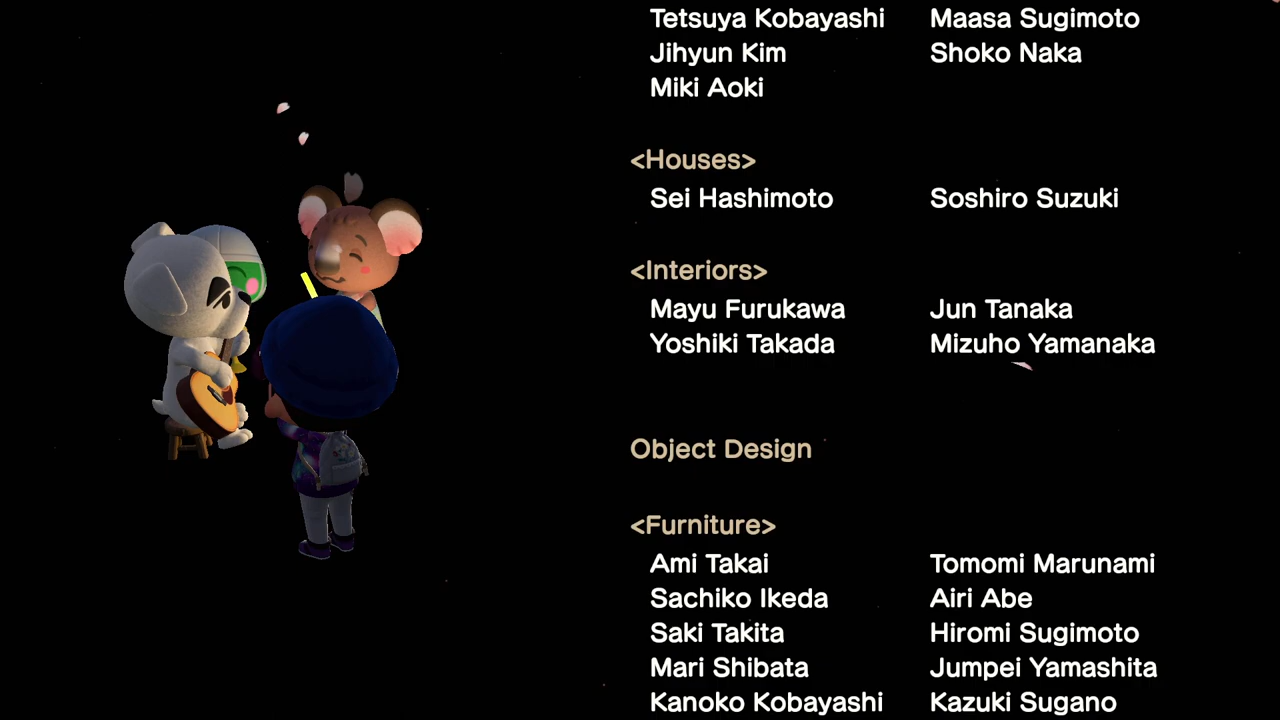 Tetsuya Kobayashi Maasa Sugimoto
Jihyun Kim Shoko Naka
Miki Aoki
<Houses>
Sei Hashimoto Soshiro Suzuki
<Interiors>
Mayu Furukawa Jun Tanaka
Yoshiki Takada Mizuho Yamanaka
Object Design
<Furniture>
Ami Takai Tomomi Marunami
Sachiko Ikeda Airi Abe
Saki Takita Hiromi Sugimoto
Mari Shibata Jumpei Yamashita
Kanoko Kobayashi Kazuki Sugano